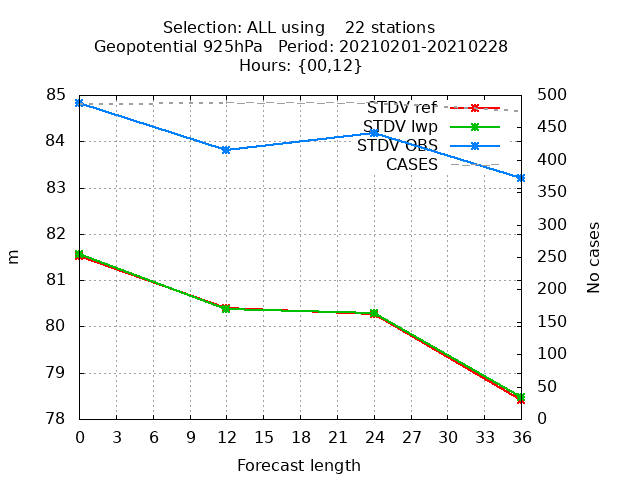 Selection: ALL using    22 stations
Geopotential 925hPa   Period: 20210201-20210228
Hours: {00,12}
85
84
83
82
81
80
79
78
m
500
450
400
350
300
250
200
150
100
50
0
No cases
STDV ref
STDV lwp
STDV OBS
CASES
0 3 6 9 12 15 18 21 24 27 30 33 36
Forecast length